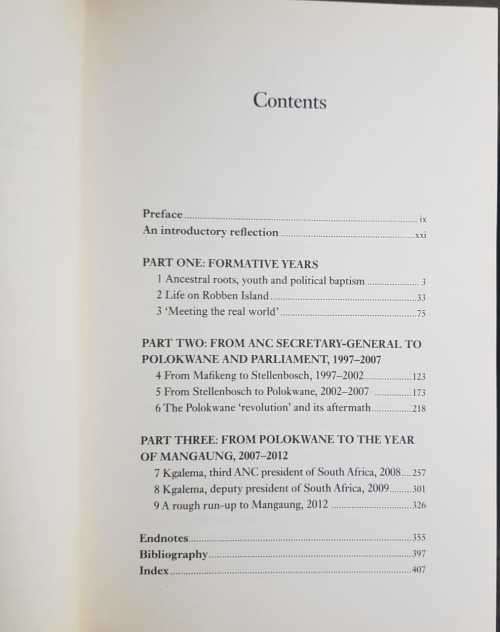 Contents
Preface ix
An introductory reflection xxi
PART ONE: FORMATIVE YEARS
1 Ancestral roots, youth and political baptism 3
2 Life on Robben Island 33
3 ‘Meeting the real world’ 75
PART TWO: FROM ANC SECRETARY-GENERAL TO
POLOKWANE AND PARLIAMENT, 1997–2007
4 From Mafikeng to Stellenbosch, 1997–2002 123
5 From Stellenbosch to Polokwane, 2002–2007 173
6 The Polokwane ‘revolution’ and its aftermath 218
PART THREE: FROM POLOKWANE TO THE YEAR
OF MANGAUNG, 2007–2012
7 Kgalema, third ANC president of South Africa, 2008 257
8 Kgalema, deputy president of South Africa, 2009 301
9 A rough run-up to Mangaung, 2012 326
Endnotes 355
Bibliography 397
Index 407